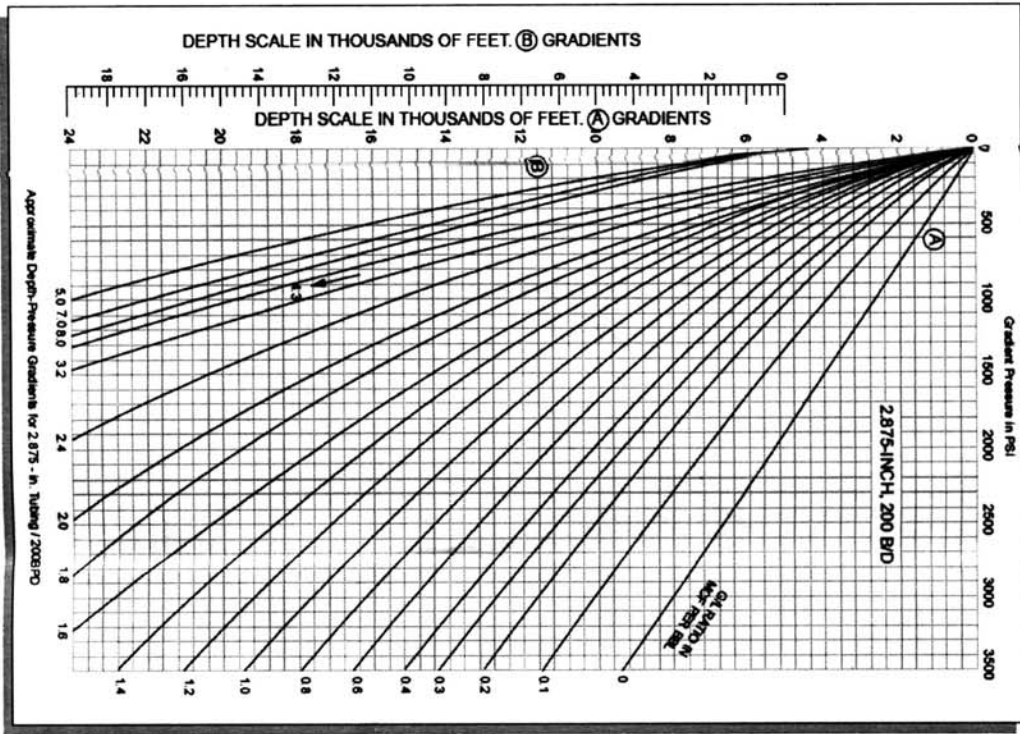 DEPTH SCALE IN THOUSANDS OF FEET. Ⓑ GRADIENTS
18 16 14 12 10 8 6 4 2 0
DEPTH SCALE IN THOUSANDS OF FEET. Ⓐ GRADIENTS
24 22 20 18 16 14 12 10 8 6 4 2 0
Ⓑ
Ⓐ
0
500
1000
1500
2000
2500
3000
3500
Gradient Pressure in PSI
2.875-INCH, 200 B/D
G/L RATIO IN
MCF PER BBL
4.3
5.0 7.0 8.0 3.2 2.4 2.0 1.8 1.6
1.4 1.2 1.0 0.8 0.6 0.4 0.3 0.2 0.1 0
Approximate Depth-Pressure Gradients for 2.875 - in. Tubing / 200BPD